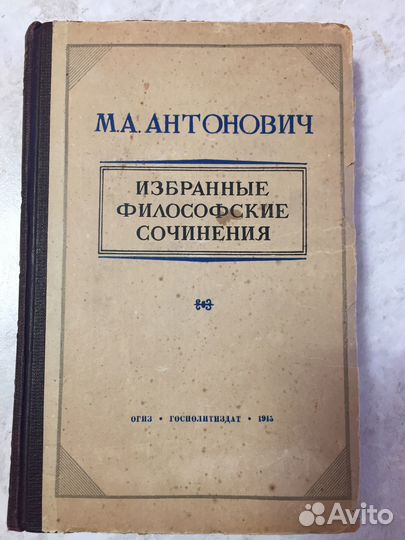 М.А. АНТОНОВИЧ
ИЗБРАННЫЕ
ФИЛОСОФСКИЕ
СОЧИНЕНИЯ
ОГИЗ • ГОСПОЛИТИЗДАТ • 1945
Avito